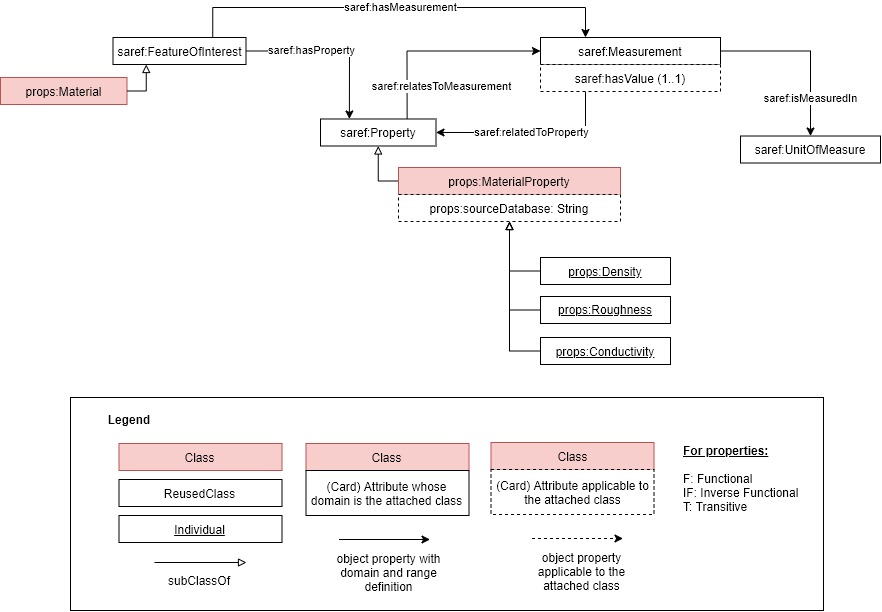 saref:hasMeasurement
saref:FeatureOfInterest
saref:hasProperty
saref:Measurement
saref:hasValue (1..1)
props:Material
saref:relatesToMeasurement
saref:isMeasuredIn
saref:Property
saref:relatedToProperty
saref:UnitOfMeasure
props:MaterialProperty
props:sourceDatabase: String
props:Density
props:Roughness
props:Conductivity
Legend
Class
ReusedClass
Individual
subClassOf
Class
(Card) Attribute whose
domain is the attached class
object property with
domain and range
definition
Class
(Card) Attribute applicable to
the attached class
object property
applicable to the
attached class
For properties:
F: Functional
IF: Inverse Functional
T: Transitive